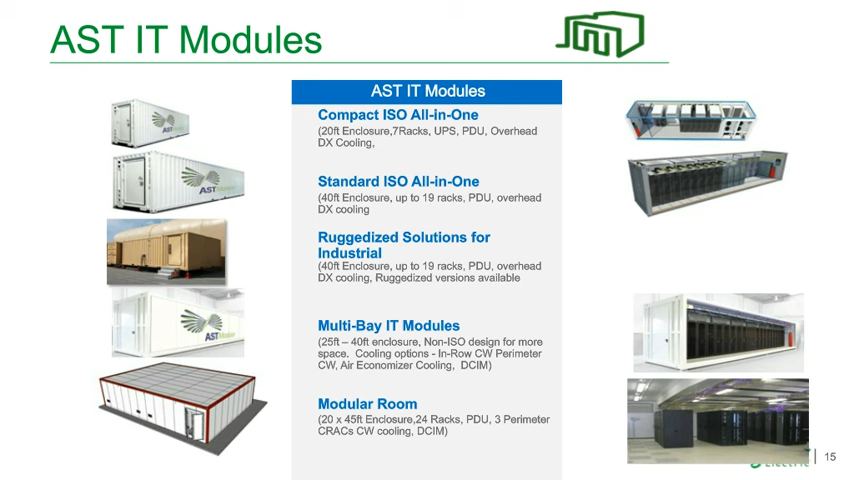 AST IT Modules
AST IT Modules
Compact ISO All-in-One
(20ft Enclosure,7Racks, UPS, PDU, Overhead
DX Cooling,
Standard ISO All-in-One
(40ft Enclosure, up to 19 racks, PDU, overhead
DX cooling
Ruggedized Solutions for
Industrial
(40ft Enclosure, up to 19 racks, PDU, overhead
DX cooling, Ruggedized versions available
Multi-Bay IT Modules
(25ft – 40ft enclosure, Non-ISO design for more
space.  Cooling options - In-Row CW Perimeter
CW, Air Economizer Cooling,  DCIM)
Modular Room
(20 x 45ft Enclosure,24 Racks, PDU, 3 Perimeter
CRACs CW cooling, DCIM)
AST
AST
AST
Electric
15